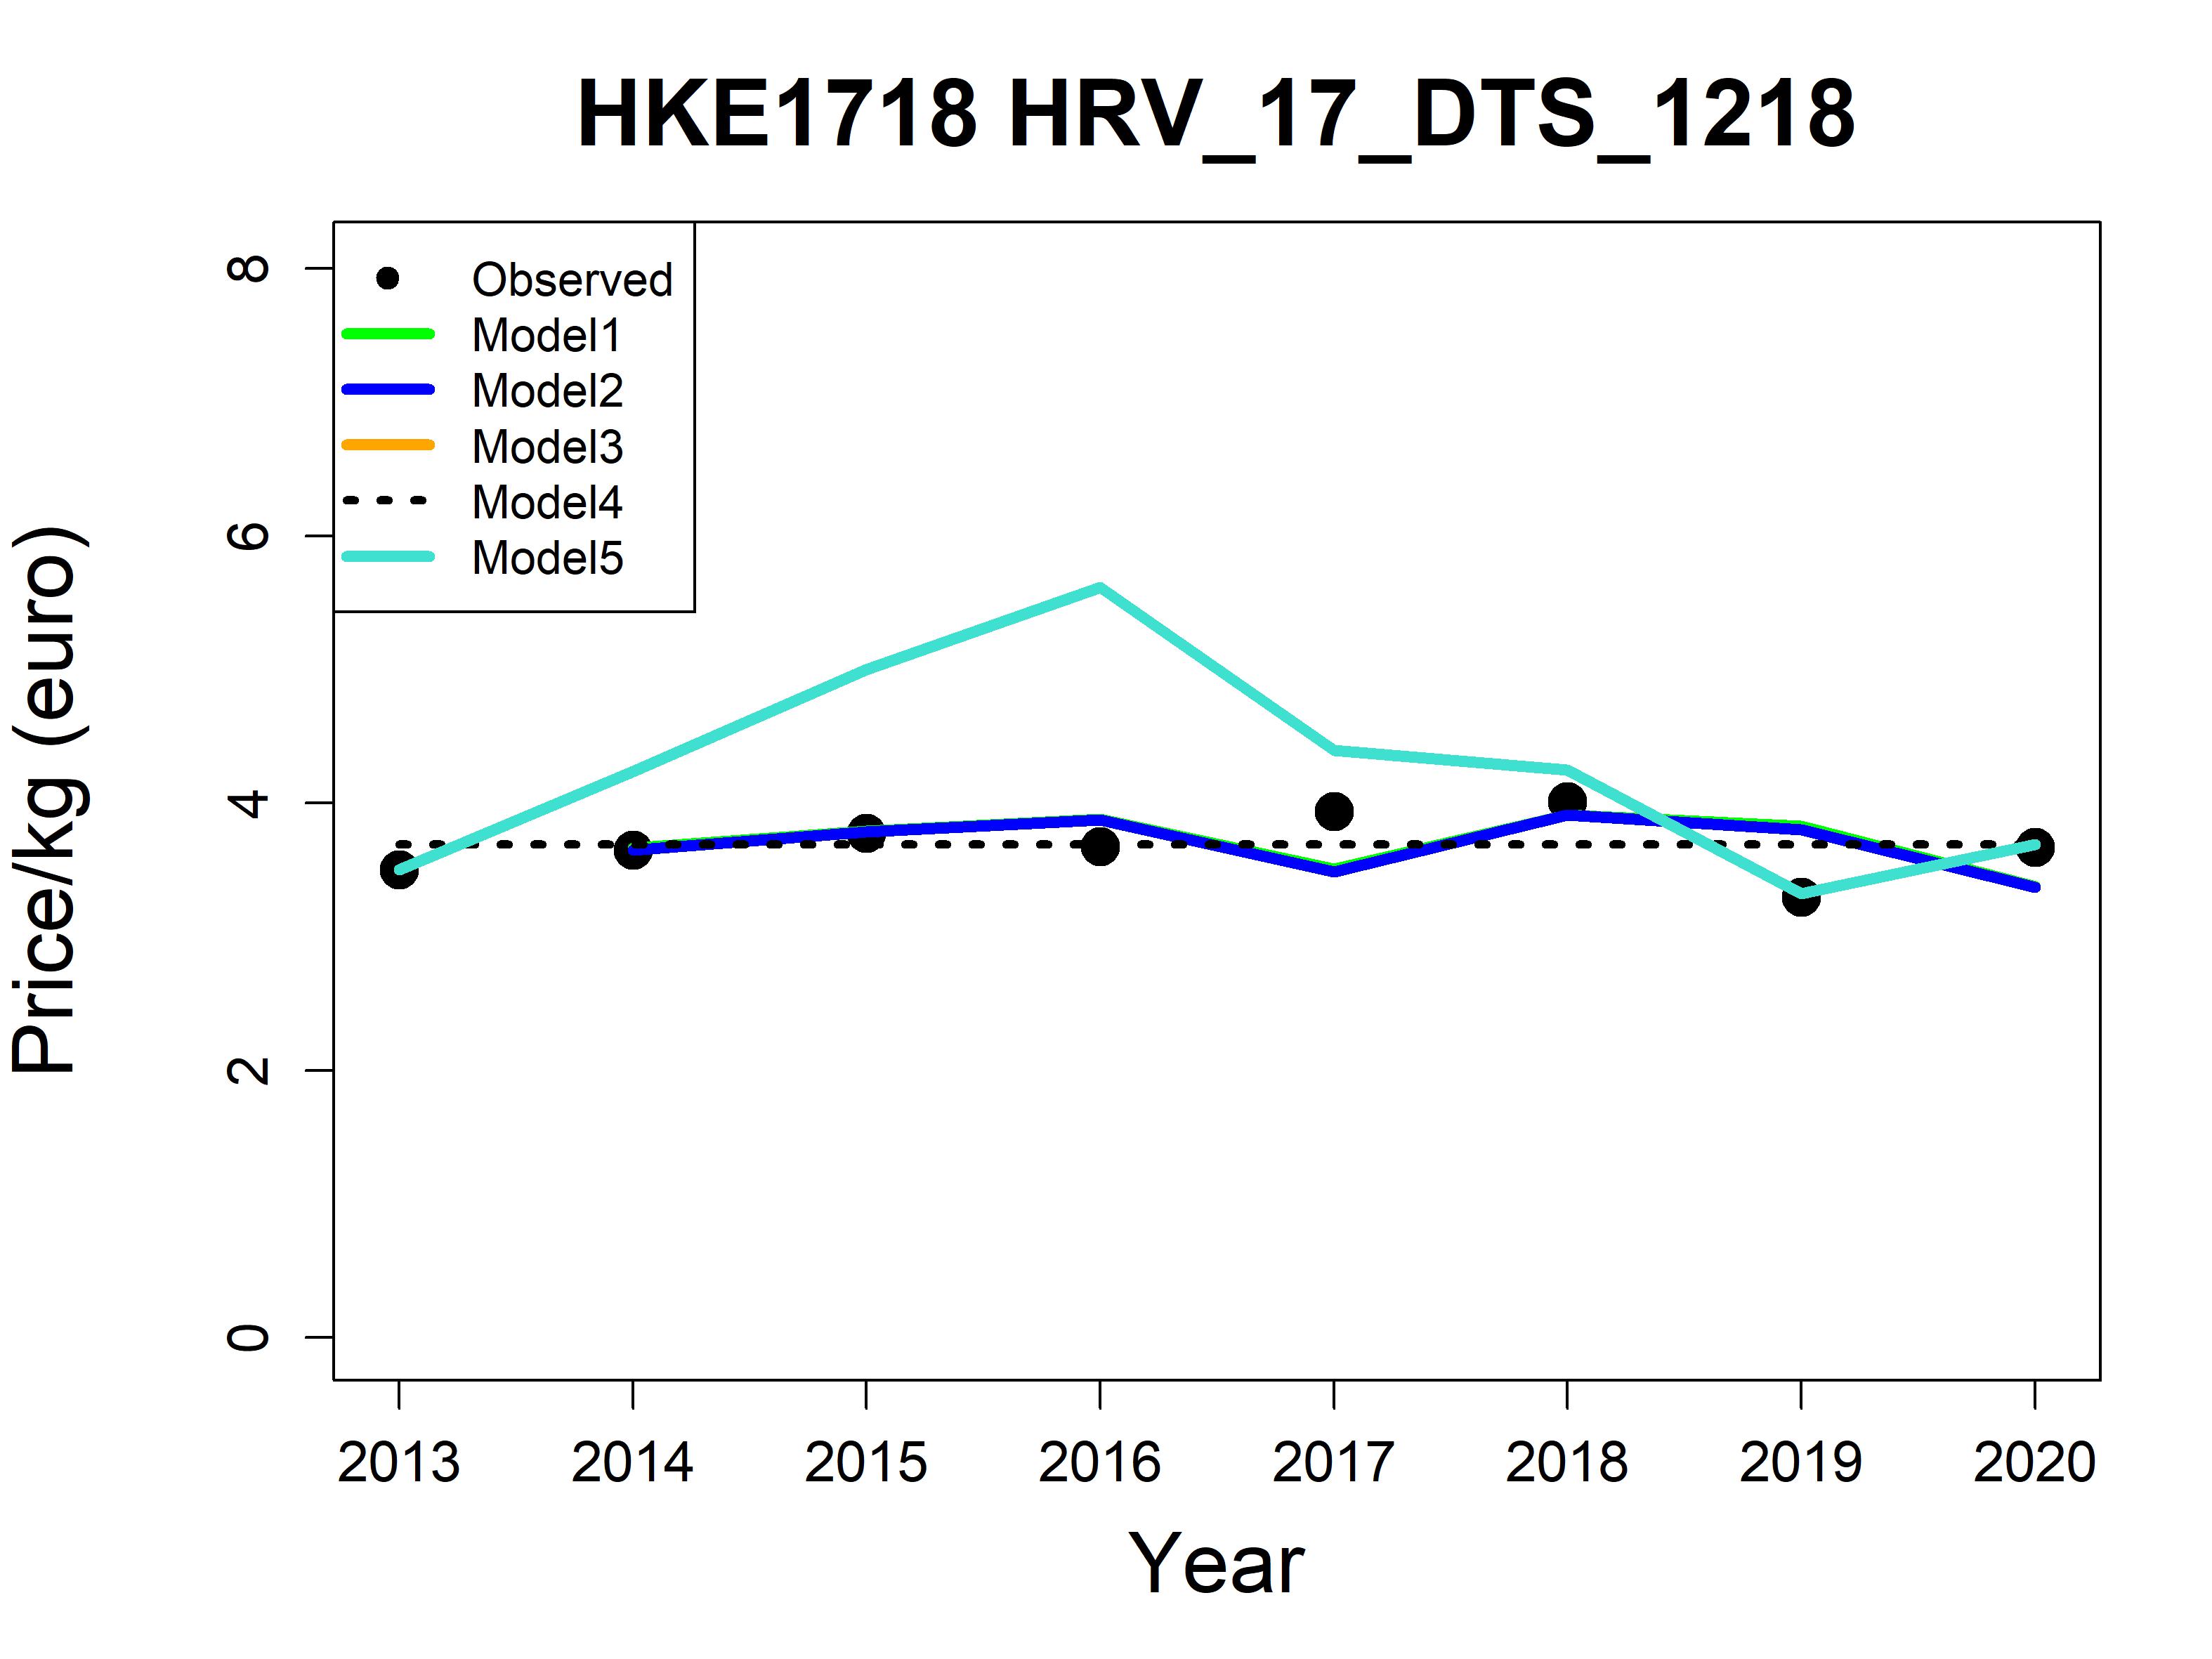 HKE1718 HRV_17_DTS_1218
Observed
Model1
Model2
Model3
Model4
Model5
Price/kg (euro)
8
6
4
2
0
2013 2014 2015 2016 2017 2018 2019 2020
Year